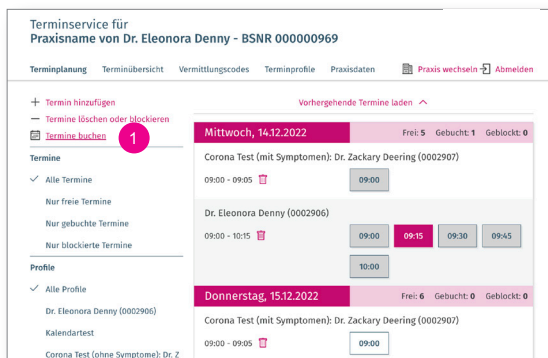 Terminservice für
Praxisname von Dr. Eleonora Denny - BSNR 000000969
Terminplanung Terminübersicht Vermittlungscodes Terminprofile Praxisdaten Praxis wechseln Abmelden
Termin hinzufügen
Termine löschen oder blockieren
Termine buchen
1
Termine
Alle Termine
Nur freie Termine
Nur gebuchte Termine
Nur blockierte Termine
Profile
Alle Profile
Dr. Eleonora Denny (0002906)
Kalendartest
Corona Test (ohne Symptome): Dr. Z
Vorhergehende Termine laden
Mittwoch, 14.12.2022 Frei: 5 Gebucht: 1 Geblockt: 0
Corona Test (mit Symptomen): Dr. Zackary Deering (0002907)
09:00 - 09:05 09:00
Dr. Eleonora Denny (0002906)
09:00 - 10:15 09:00 09:15 09:30 09:45
10:00
Donnerstag, 15.12.2022 Frei: 6 Gebucht: 0 Geblockt: 0
Corona Test (mit Symptomen): Dr. Zackary Deering (0002907)
09:00 - 09:05 09:00